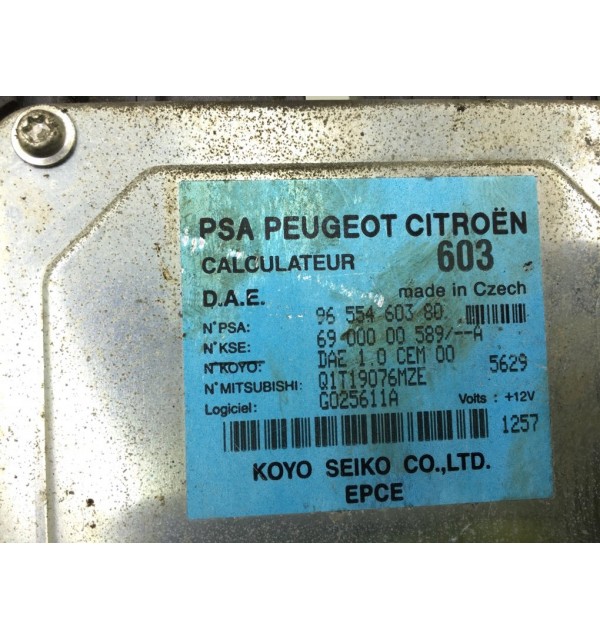 PSA PEUGEOT CITROËN
CALCULATEUR 603
D.A.E. made in Czech
N°PSA: 96 554 603 80
N°KSE: 69 000 00 589/--A
N°KOYO: DAE 1.0 CEM 00 5629
N°MITSUBISHI: Q1T19076MZE
Logiciel: G025611A Volts : +12V
1257
KOYO SEIKO CO.,LTD.
EPCE